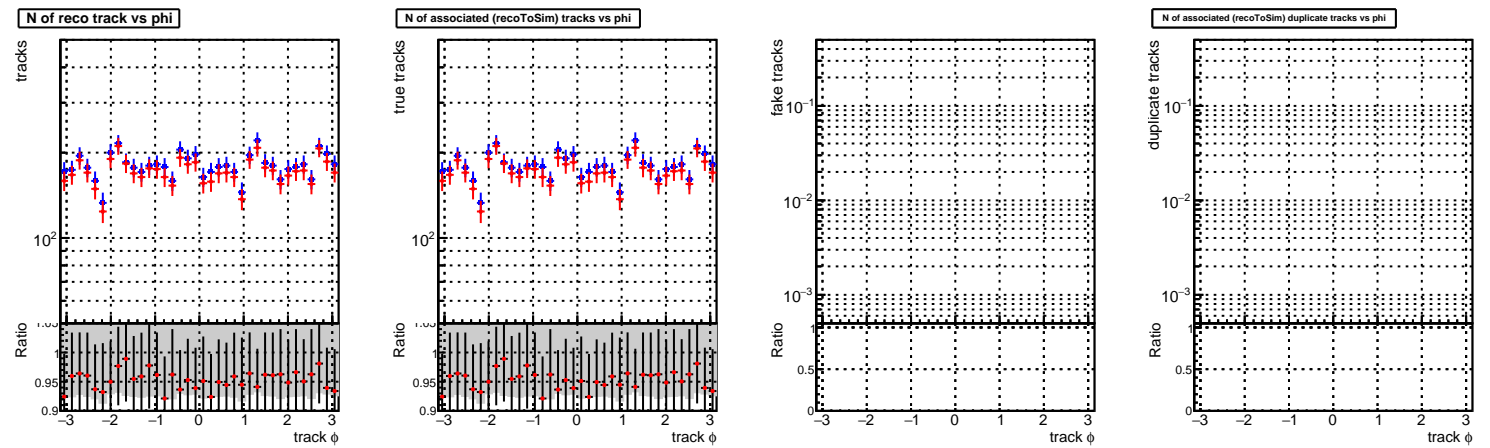 N of reco track vs phi
tracks
10²
Ratio
1.05
1
0.95
0.9
−3 −2 −1 0 1 2 3
track ϕ
N of associated (recoToSim) tracks vs phi
true tracks
10²
Ratio
1.05
1
0.95
0.9
−3 −2 −1 0 1 2 3
track ϕ
fake tracks
10⁻¹
10⁻²
10⁻³
Ratio
1
0.5
0
−3 −2 −1 0 1 2 3
track ϕ
N of associated (recoToSim) duplicate tracks vs phi
duplicate tracks
10⁻¹
10⁻²
10⁻³
Ratio
1
0.5
0
−3 −2 −1 0 1 2 3
track ϕ